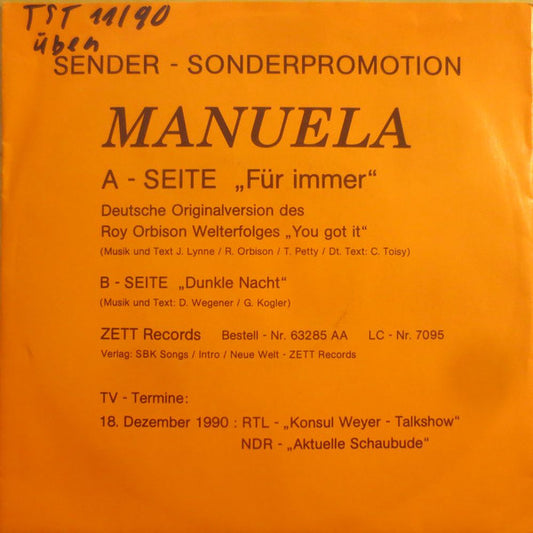 TST 11/90
üben
SENDER - SONDERPROMOTION
MANUELA
A - SEITE „Für immer“
Deutsche Originalversion des
Roy Orbison Welterfolges „You got it“
(Musik und Text J. Lynne / R. Orbison / T. Petty / Dt. Text: C. Toisy)
B - SEITE „Dunkle Nacht“
(Musik und Text: D. Wegener / G. Kogler)
ZETT Records Bestell - Nr. 63285 AA LC - Nr. 7095
Verlag: SBK Songs / Intro / Neue Welt - ZETT Records
TV - Termine:
18. Dezember 1990 : RTL - „Konsul Weyer - Talkshow“
NDR - „Aktuelle Schaubude“